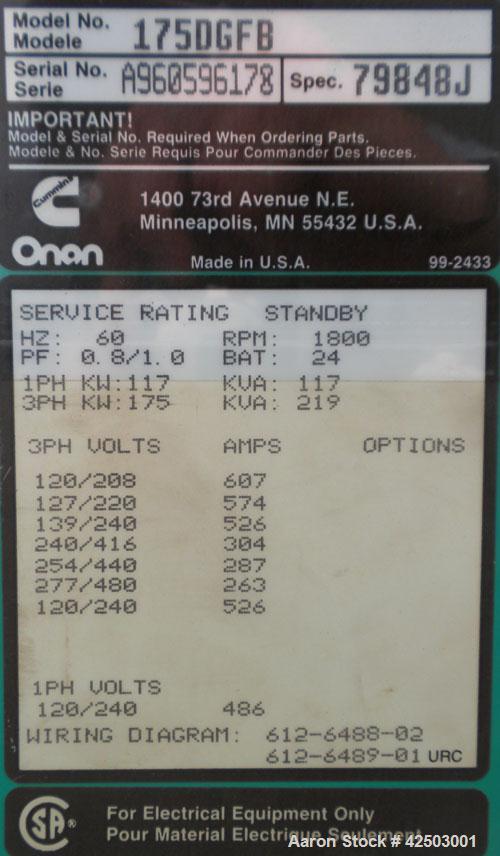 Model No.
Modele
175DGFB
Serial No.
Serie
A960596178
Spec. 79848J
IMPORTANT!
Model & Serial No. Required When Ordering Parts.
Modele & No. Serie Requis Pour Commander Des Pieces.
Cummins
1400 73rd Avenue N.E.
Minneapolis, MN 55432 U.S.A.
Onan
Made in U.S.A. 99-2433
SERVICE RATING STANDBY
HZ: 60 RPM: 1800
PF: 0.8/1.0 BAT: 24
1PH KW:117 KVA: 117
3PH KW:175 KVA: 219
3PH VOLTS AMPS OPTIONS
120/208 607
127/220 574
139/240 526
240/416 304
254/440 287
277/480 263
120/240 526
1PH VOLTS
120/240 486
WIRING DIAGRAM: 612-6488-02
612-6489-01 URC
SA ®
For Electrical Equipment Only
Pour Material Electrique Seulement
Aaron Stock # 42503001